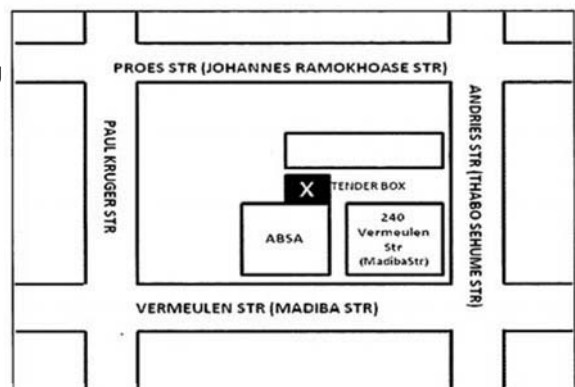 PROES STR (JOHANNES RAMOKHOASE STR)
PAUL KRUGER STR
ANDRIES STR (THABO SEHUME STR)
X
TENDER BOX
ABSA
240
Vermeulen
Str
(MadibaStr)
VERMEULEN STR (MADIBA STR)